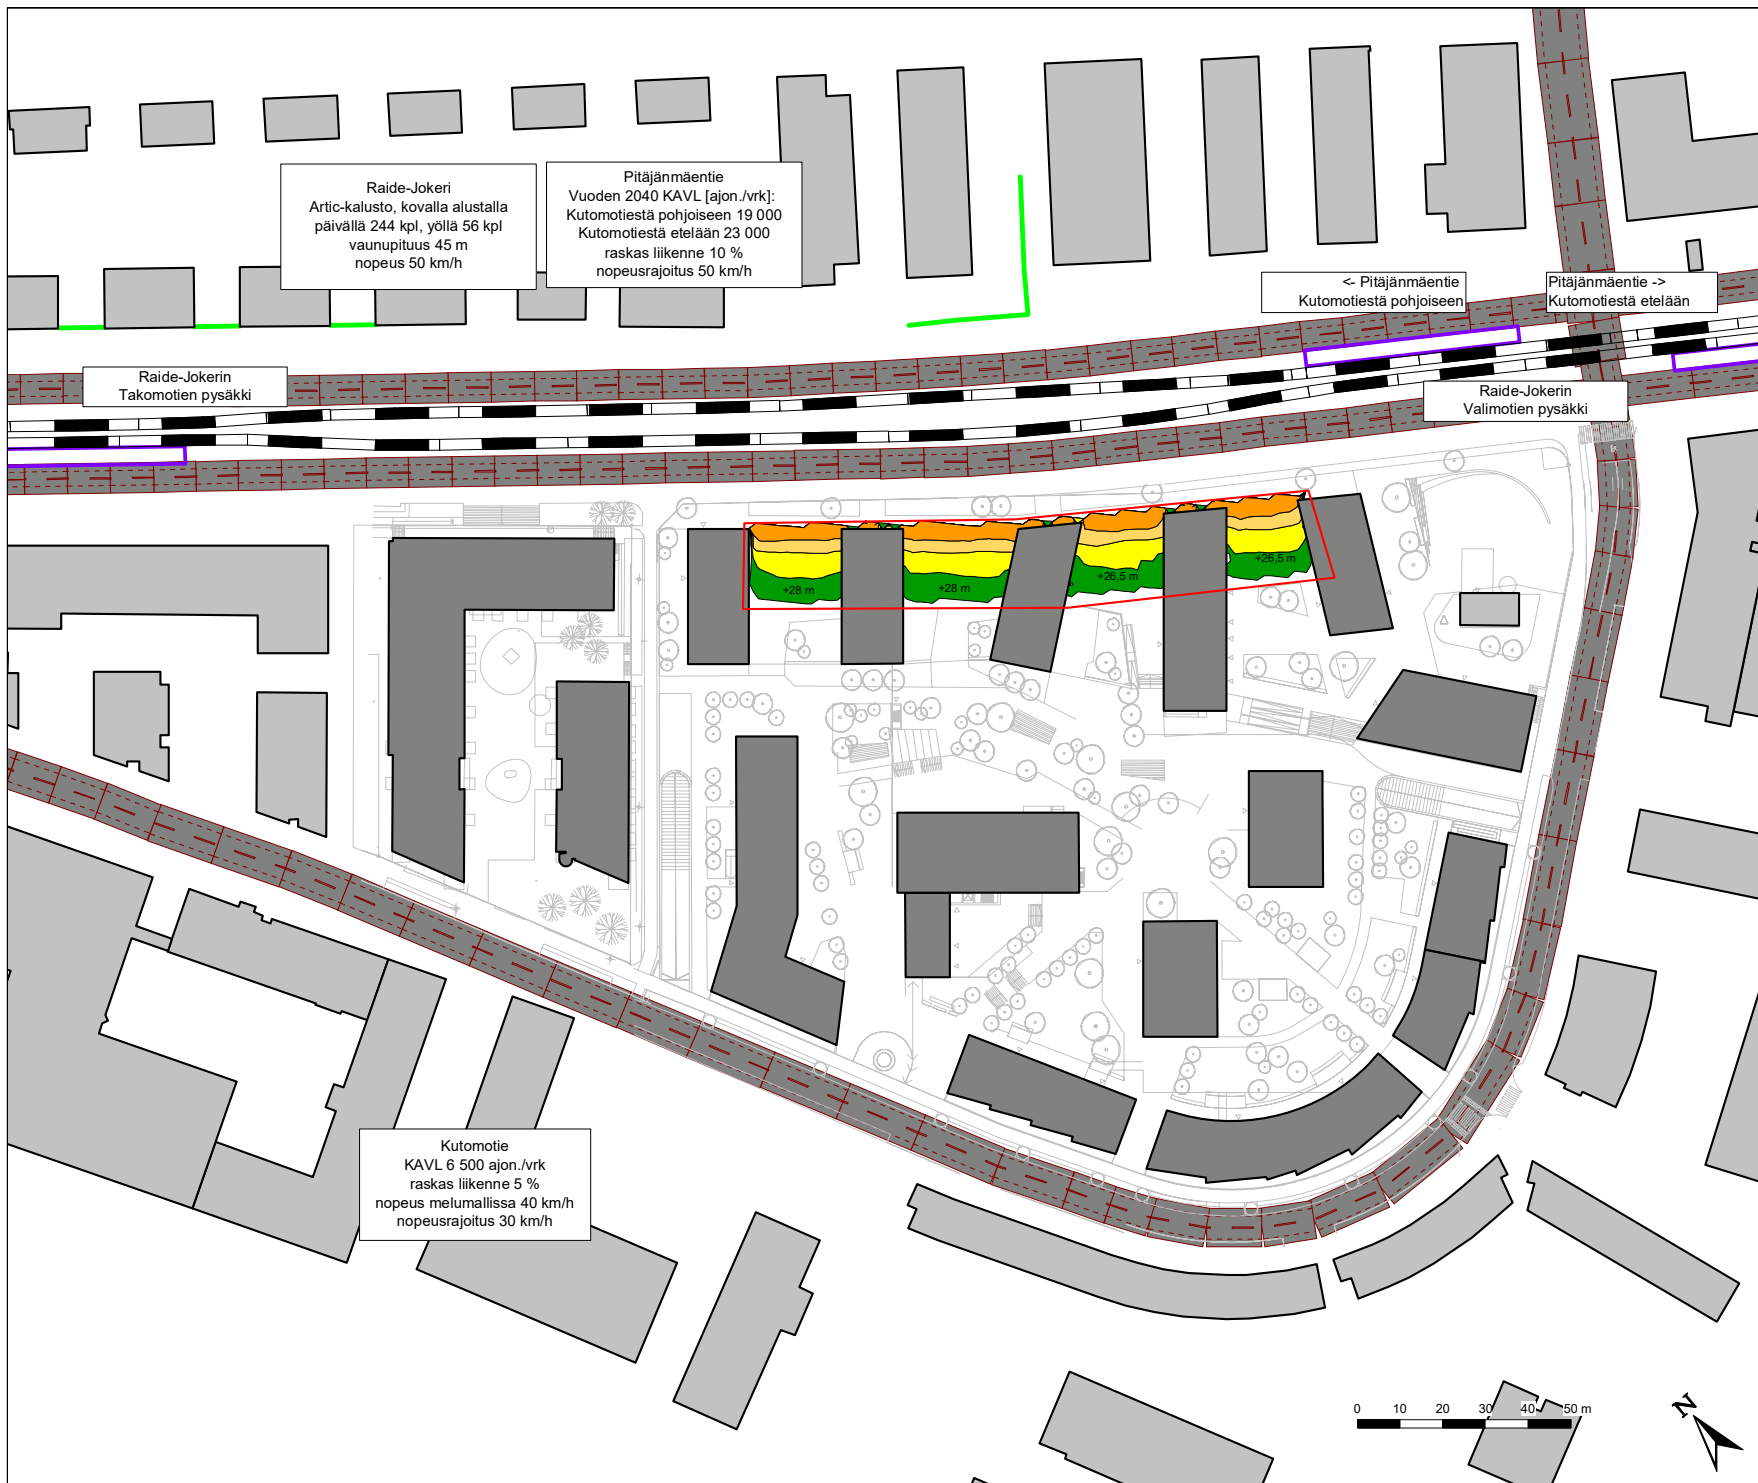 Raide-Jokeri
Artic-kalusto, kovalla alustalla
päivällä 244 kpl, yöllä 56 kpl
vaunupituus 45 m
nopeus 50 km/h
Pitäjänmäentie
Vuoden 2040 KAVL [ajon./vrk]:
Kutomotiestä pohjoiseen 19 000
Kutomotiestä etelään 23 000
raskas liikenne 10 %
nopeusrajoitus 50 km/h
<- Pitäjänmäentie
Kutomotiestä pohjoiseen
Pitäjänmäentie ->
Kutomotiestä etelään
Raide-Jokerin
Takomotien pysäkki
Raide-Jokerin
Valimotien pysäkki
+28 m
+28 m
+26,5 m
+26,5 m
Kutomotie
KAVL 6 500 ajon./vrk
raskas liikenne 5 %
nopeus melumallissa 40 km/h
nopeusrajoitus 30 km/h
0 10 20 30 40 50 m
N